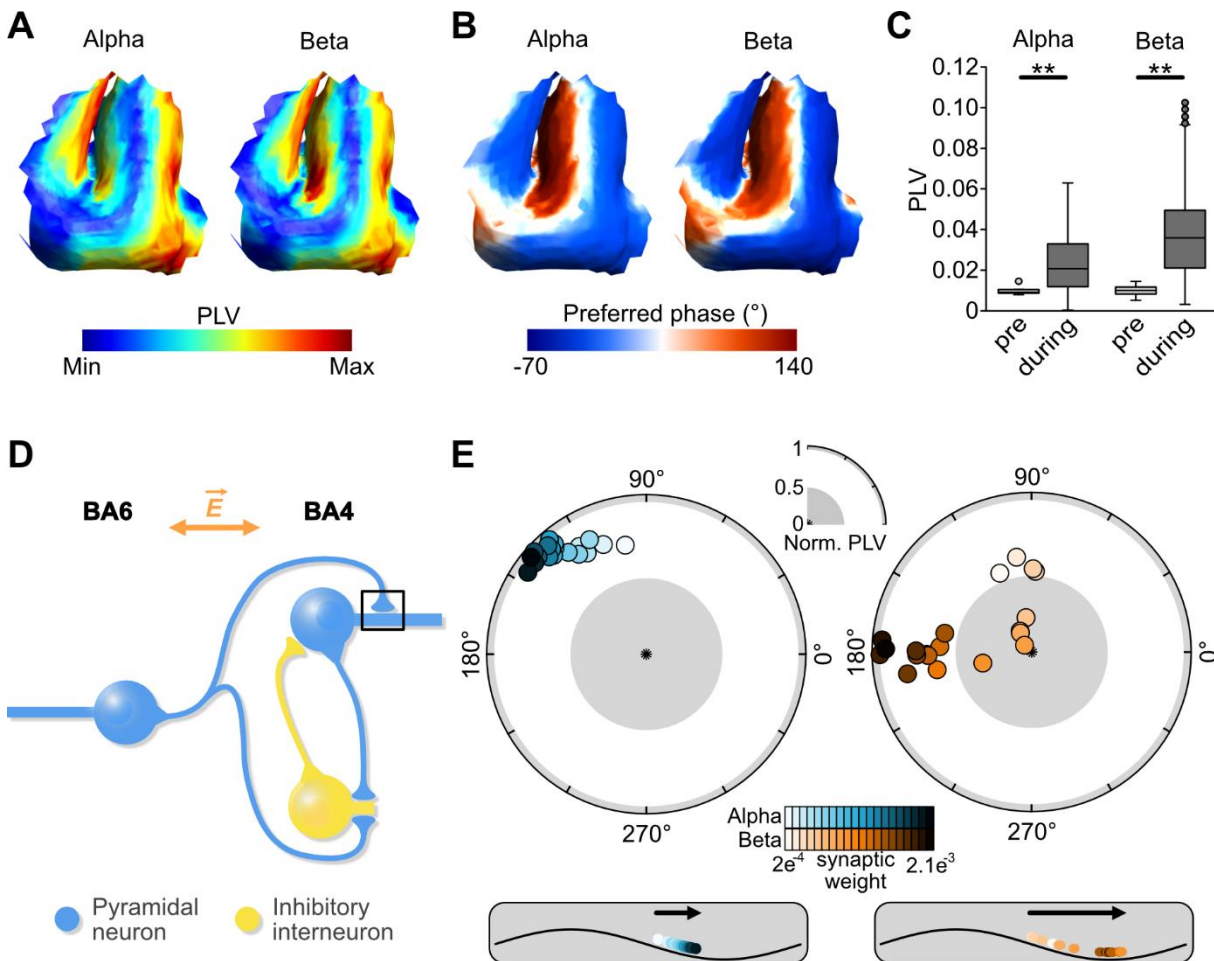 A
Alpha
Beta
PLV
Min
Max
B
Alpha
Beta
Preferred phase (°)
-70
140
C
Alpha
Beta
**
**
PLV
0.12
0.10
0.08
0.06
0.04
0.02
0
pre
during
pre
during
D
BA6
E
BA4
Pyramidal
neuron
Inhibitory
interneuron
E
90°
180°
0°
270°
1
0.5
0
Norm. PLV
90°
180°
0°
270°
Alpha
Beta
2e-4
synaptic
weight
2.1e-3